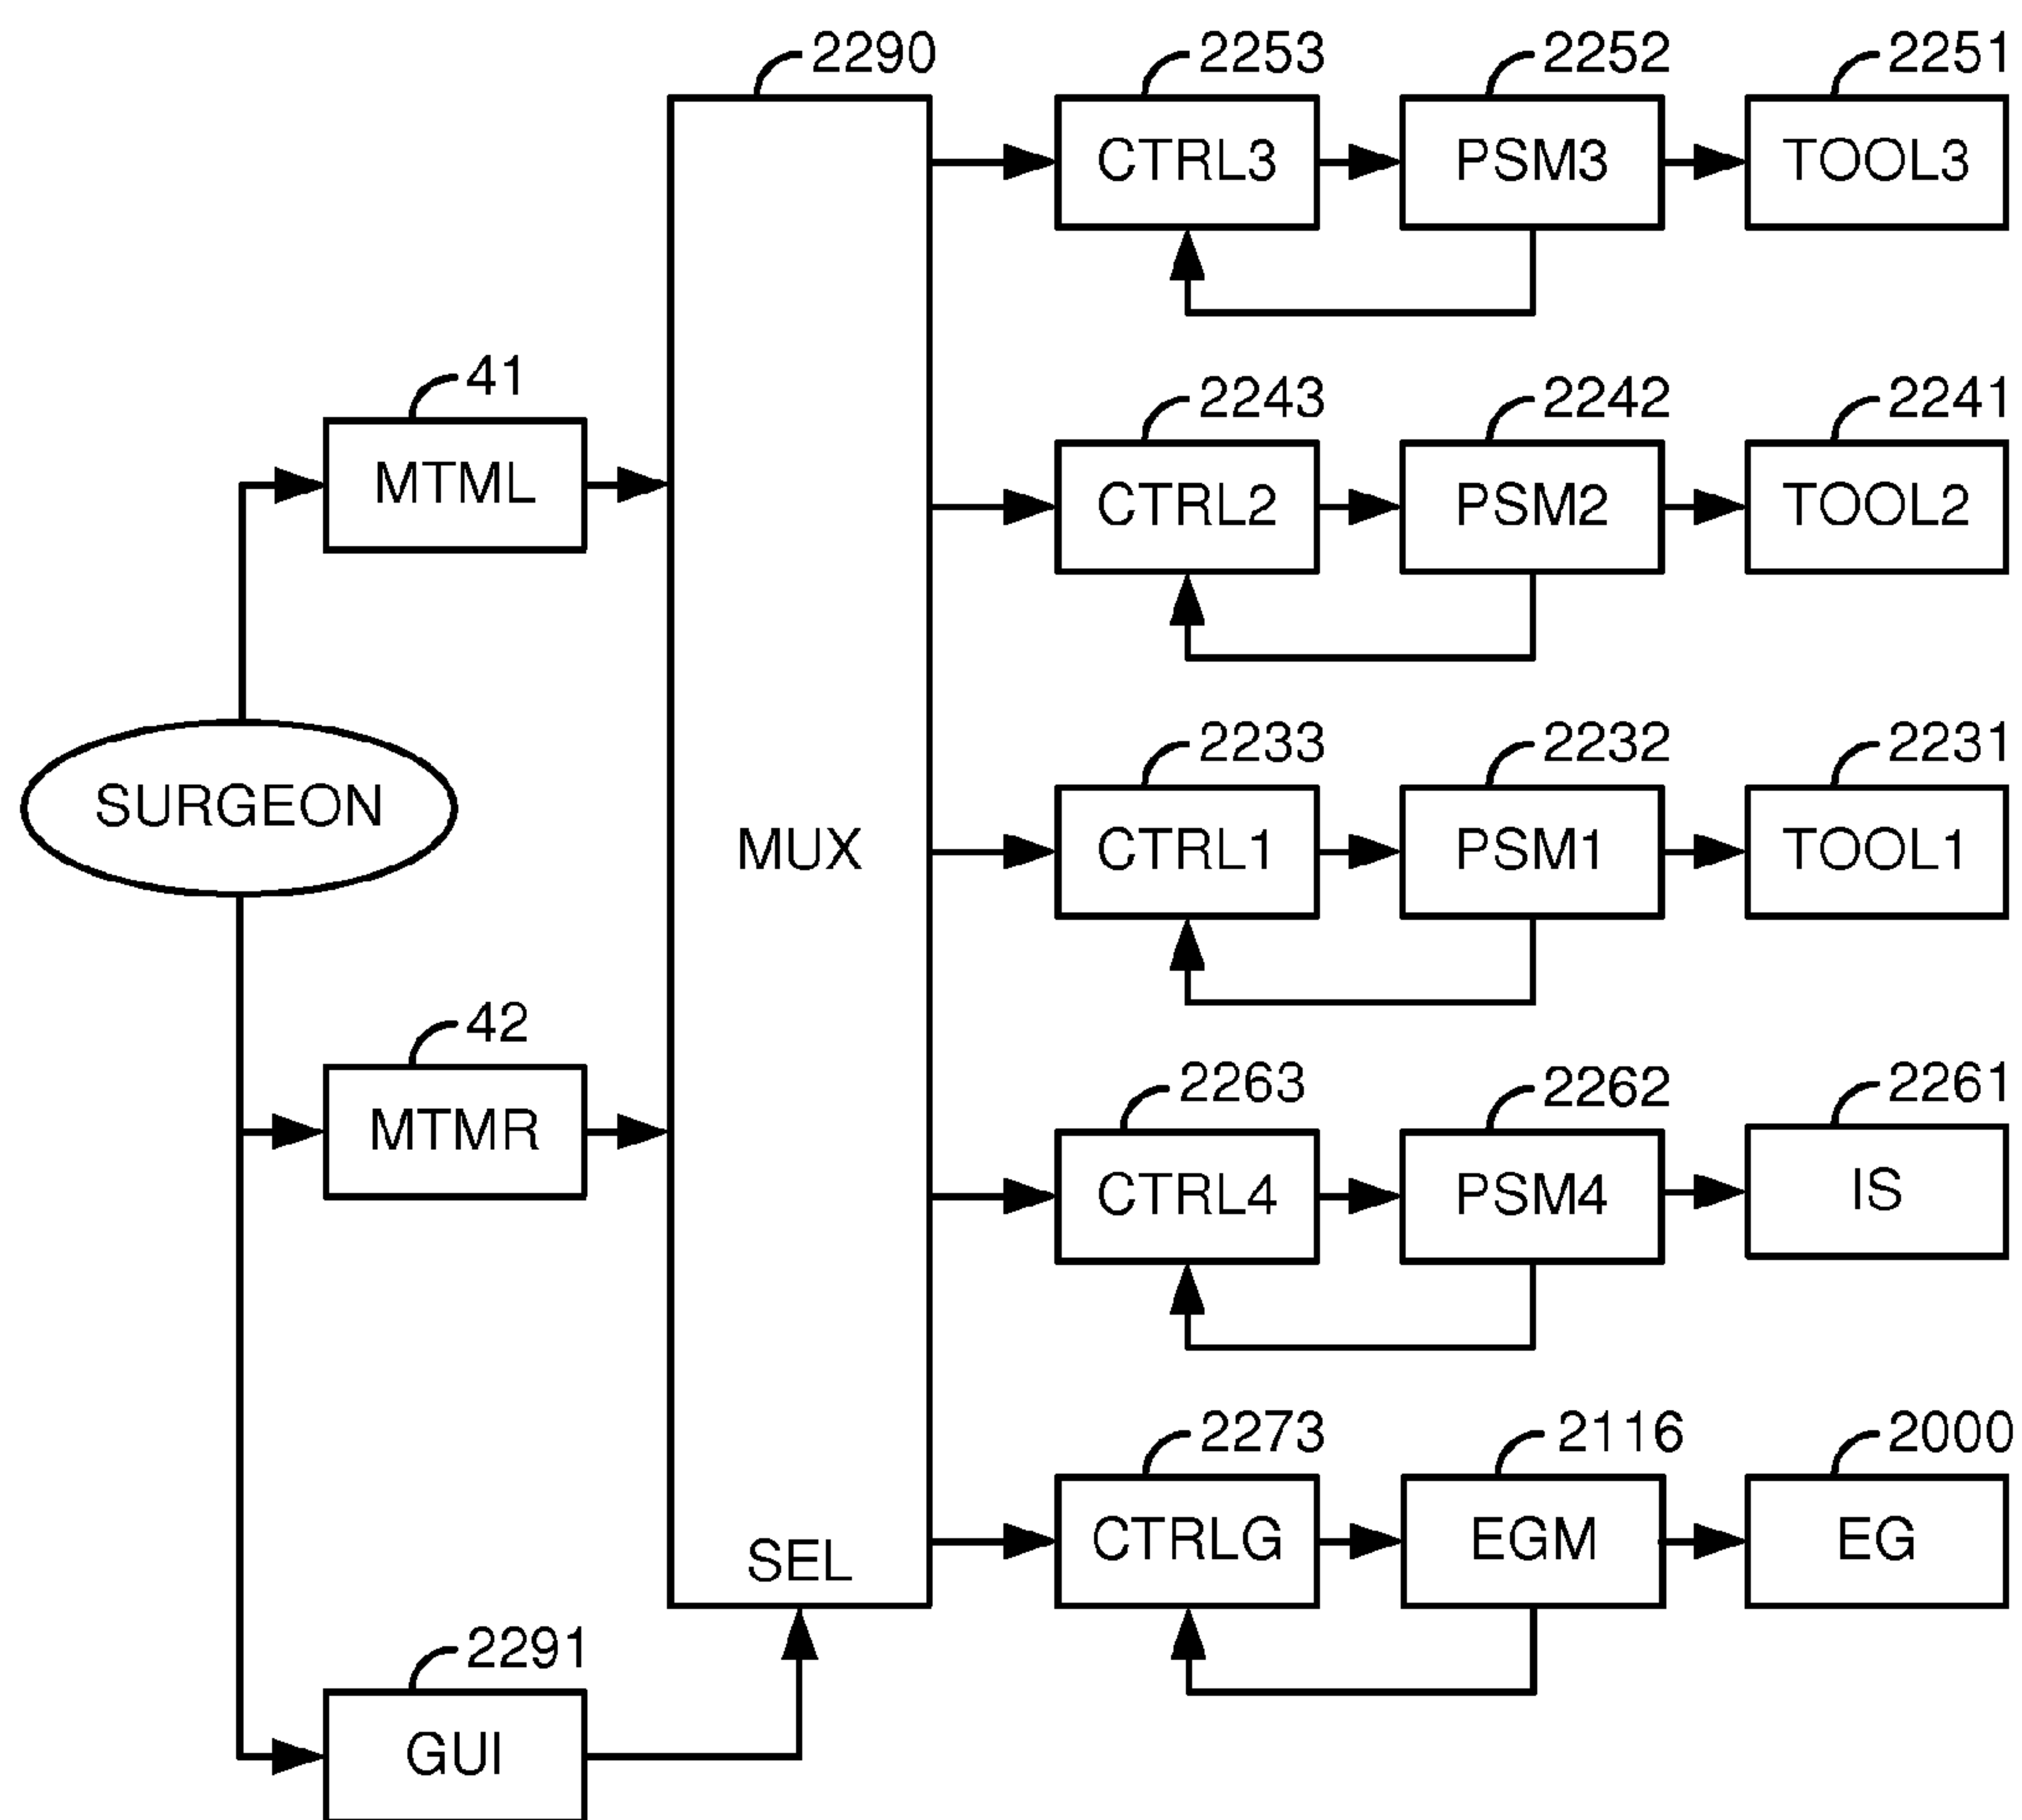 2290 2253 2252 2251
CTRL3 PSM3 TOOL3
41 2243 2242 2241
MTML CTRL2 PSM2 TOOL2
2233 2232 2231
SURGEON MUX CTRL1 PSM1 TOOL1
42 2263 2262 2261
MTMR CTRL4 PSM4 IS
2273 2116 2000
SEL CTRLG EGM EG
2291
GUI